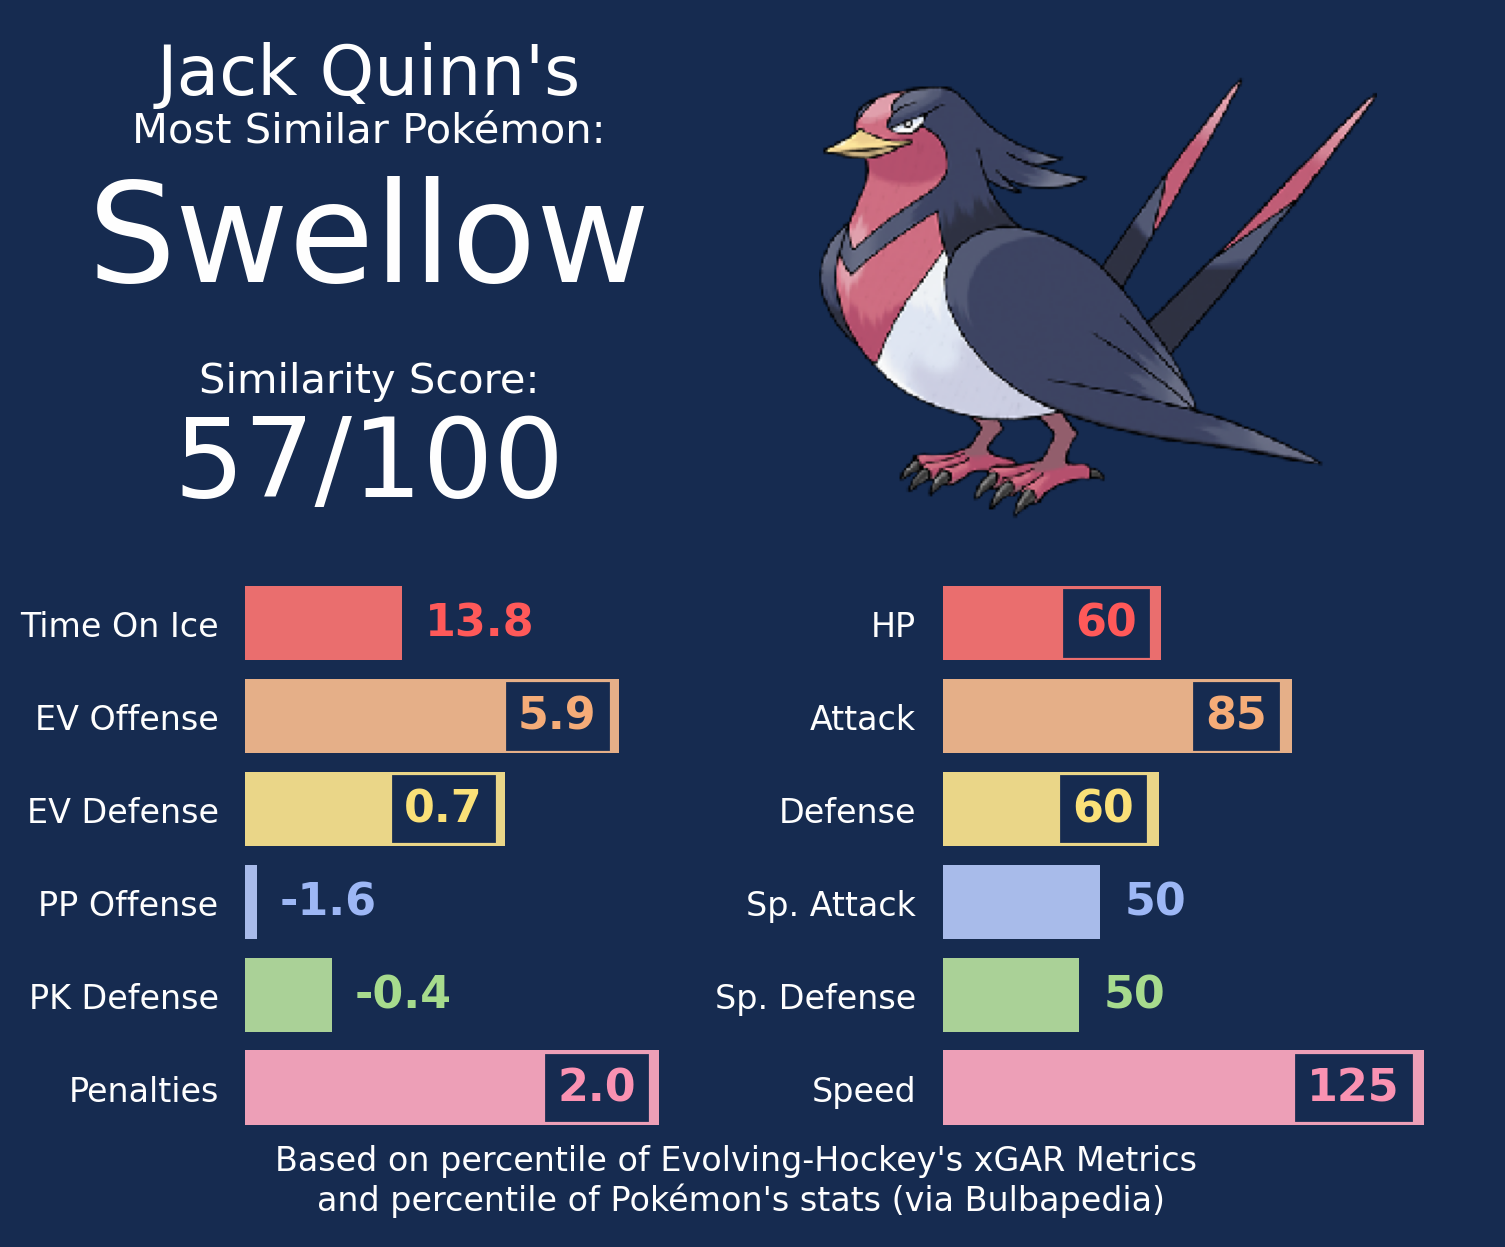 Jack Quinn's
Most Similar Pokémon:
Swellow
Similarity Score:
57/100
Time On Ice 13.8
EV Offense 5.9
EV Defense 0.7
PP Offense -1.6
PK Defense -0.4
Penalties 2.0
HP 60
Attack 85
Defense 60
Sp. Attack 50
Sp. Defense 50
Speed 125
Based on percentile of Evolving-Hockey's xGAR Metrics
and percentile of Pokémon's stats (via Bulbapedia)